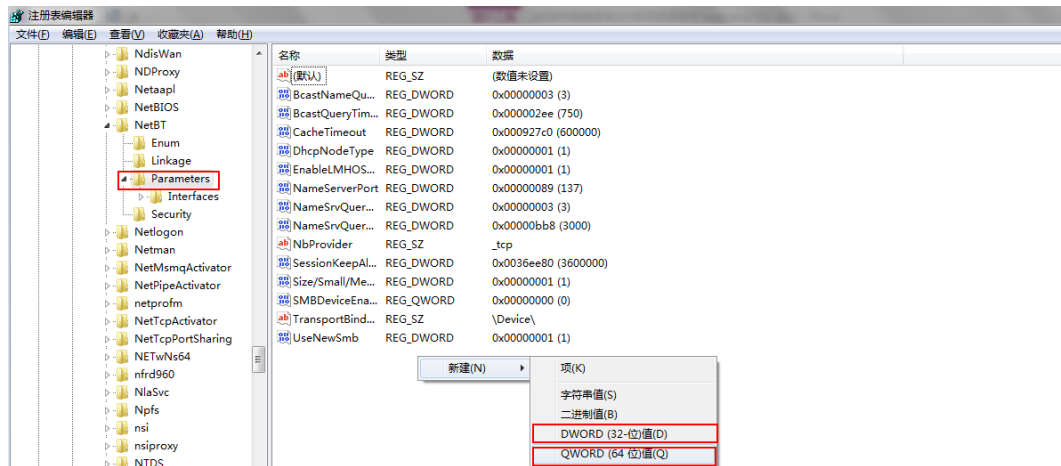 注册表编辑器
文件(F) 编辑(E) 查看(V) 收藏夹(A) 帮助(H)
NdisWan
NDProxy
Netaapl
NetBIOS
NetBT
Enum
Linkage
Parameters
Interfaces
Security
Netlogon
Netman
NetMsmqActivator
NetPipeActivator
netprofm
NetTcpActivator
NetTcpPortSharing
NETwNs64
nfrd960
NlaSvc
Npfs
nsi
nsiproxy
NTDS
名称 类型 数据
(默认) REG_SZ (数值未设置)
BcastNameQu... REG_DWORD 0x00000003 (3)
BcastQueryTim... REG_DWORD 0x000002ee (750)
CacheTimeout REG_DWORD 0x000927c0 (600000)
DhcpNodeType REG_DWORD 0x00000001 (1)
EnableLMHOS... REG_DWORD 0x00000001 (1)
NameServerPort REG_DWORD 0x00000089 (137)
NameSrvQuer... REG_DWORD 0x00000003 (3)
NameSrvQuer... REG_DWORD 0x00000bb8 (3000)
NbProvider REG_SZ _tcp
SessionKeepAl... REG_DWORD 0x0036ee80 (3600000)
Size/Small/Me... REG_DWORD 0x00000001 (1)
SMBDeviceEna... REG_QWORD 0x00000000 (0)
TransportBind... REG_SZ \Device\
UseNewSmb REG_DWORD 0x00000001 (1)
新建(N)
项(K)
字符串值(S)
二进制值(B)
DWORD (32-位)值(D)
QWORD (64 位)值(Q)